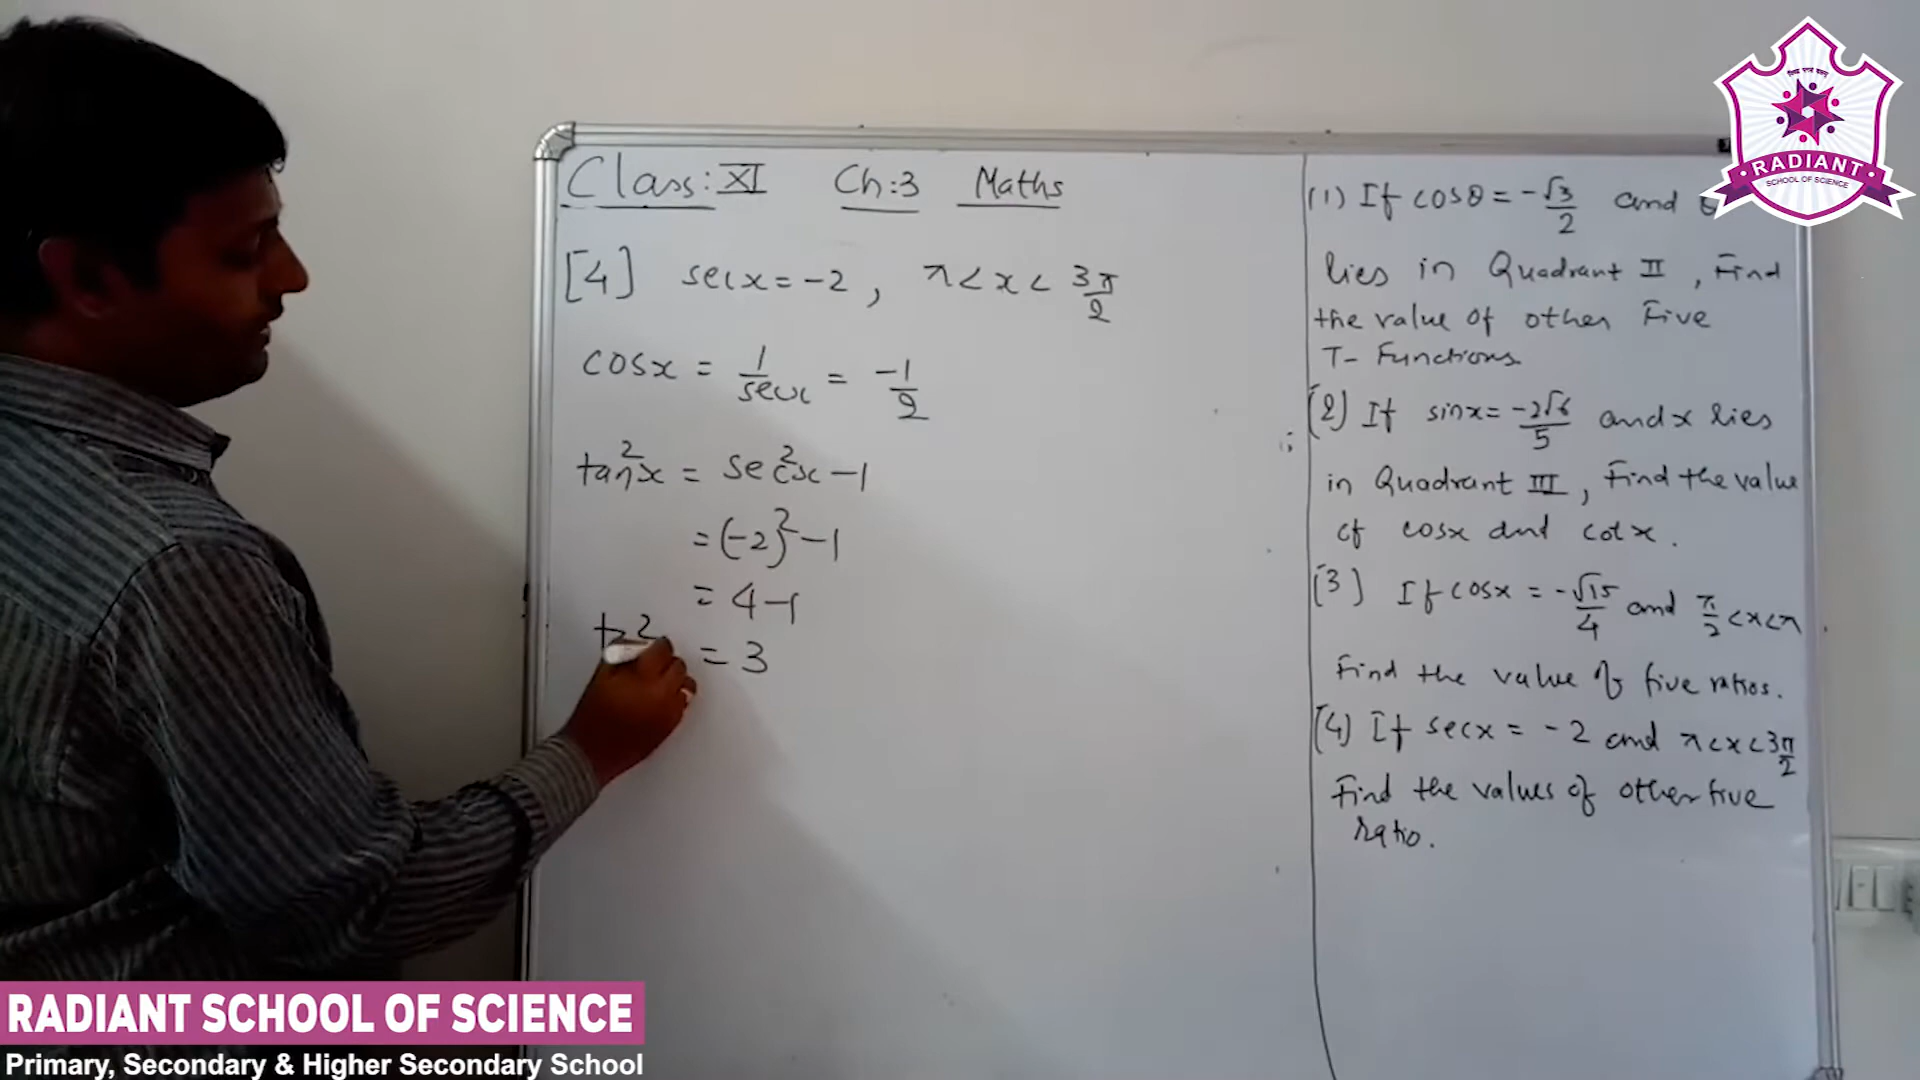 Class: XI Ch:3 Maths
[4] secx = -2, π < x < 3π/2
cosx = 1/secx = -1/2
tan²x = sec²x - 1
= (-2)² - 1
= 4 - 1
= 3
(1) If cosθ = -√3/2 and
lies in Quadrant II, Find
the value of other Five
T- Functions.
(2) If sinx = -2√6/5 and x lies
in Quadrant III, Find the value
of cosx and cotx.
(3) If cosx = -√15/4 and π/2 < x < π
Find the value of five ratios.
(4) If secx = -2 and π < x < 3π/2
Find the values of other five
ratio.
RADIANT
SCHOOL OF SCIENCE
RADIANT SCHOOL OF SCIENCE
Primary, Secondary & Higher Secondary School